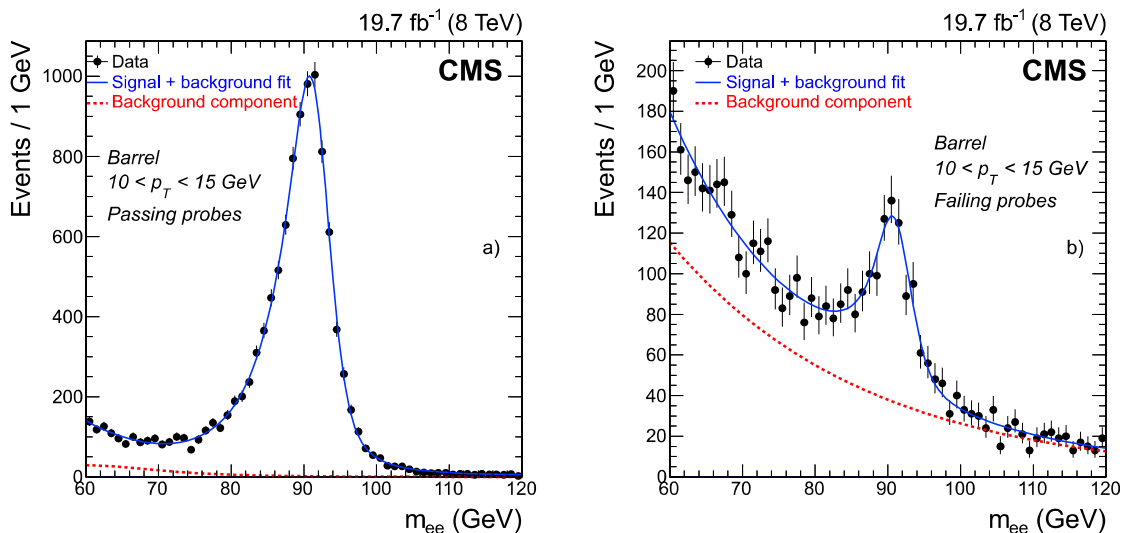 19.7 fb-1 (8 TeV)
Events / 1 GeV
1000
800
600
400
200
0
Data
Signal + background fit
Background component
CMS
Barrel
10 < pT < 15 GeV
Passing probes
a)
60 70 80 90 100 110 120
mee (GeV)
19.7 fb-1 (8 TeV)
Events / 1 GeV
200
180
160
140
120
100
80
60
40
20
0
Data
Signal + background fit
Background component
CMS
Barrel
10 < pT < 15 GeV
Failing probes
b)
60 70 80 90 100 110 120
mee (GeV)